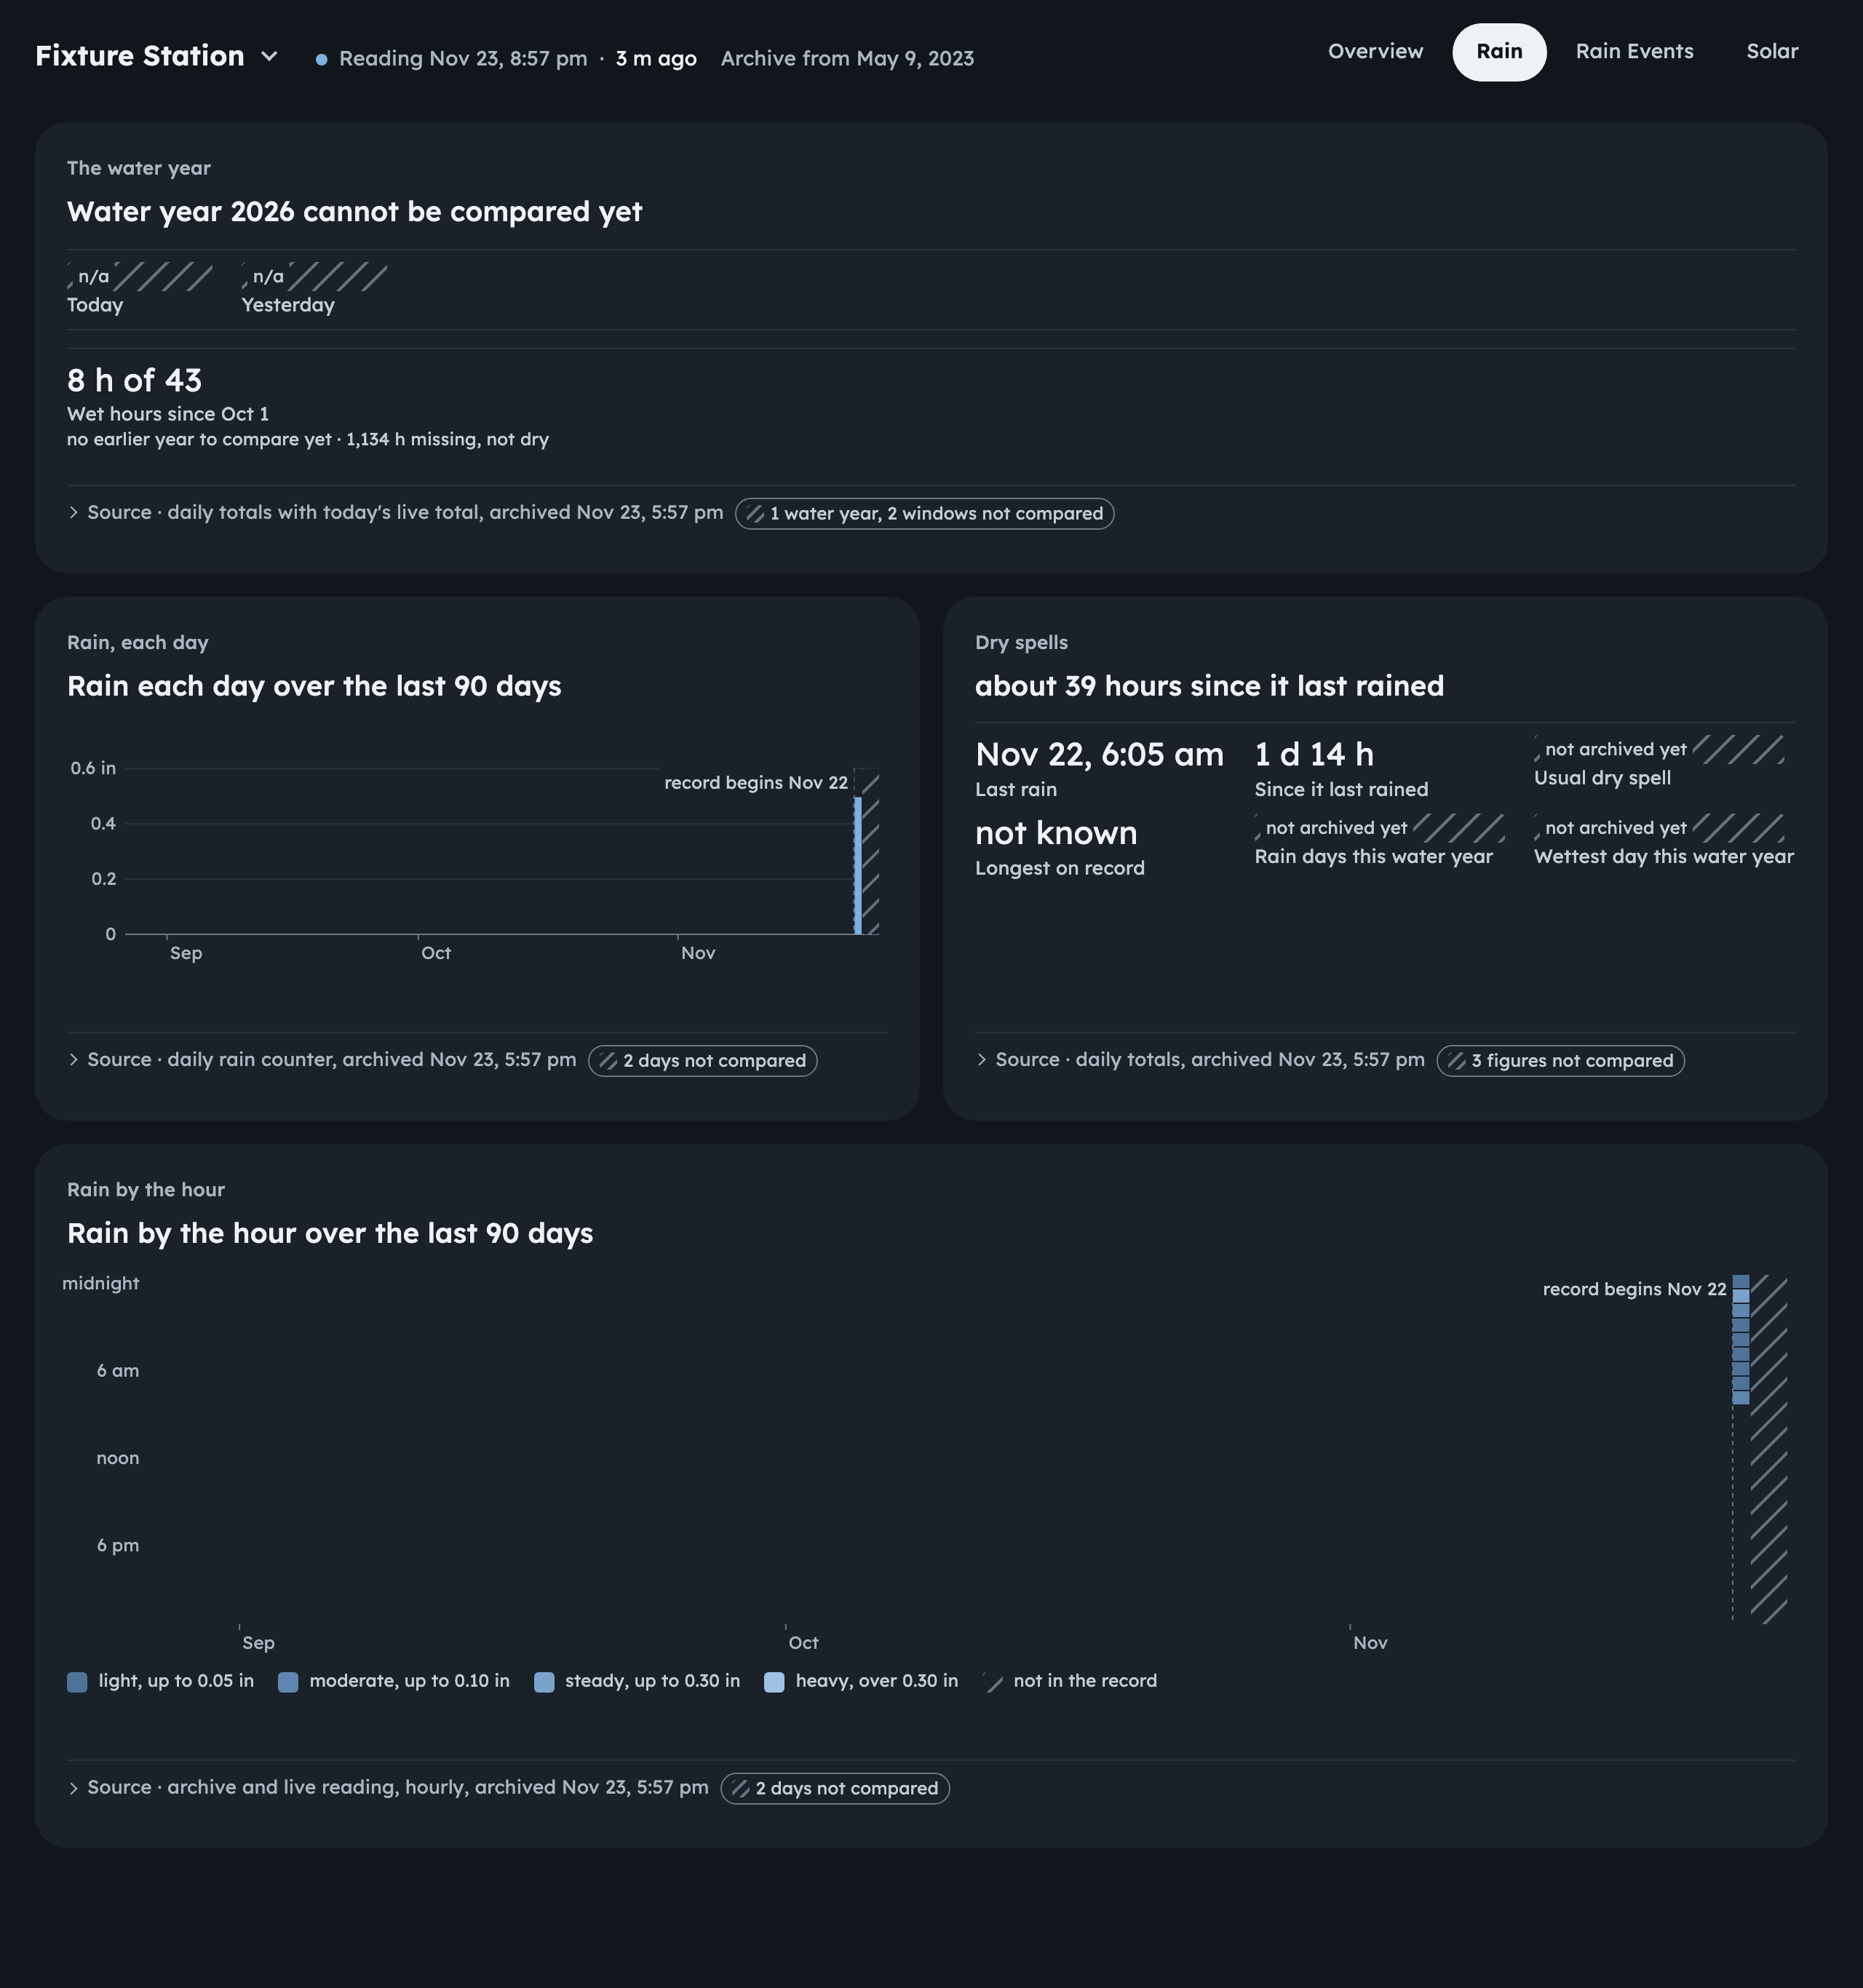 Fixture Station
Reading Nov 23, 8:57 pm · 3 m ago Archive from May 9, 2023
Overview Rain Rain Events Solar
The water year
Water year 2026 cannot be compared yet
n/a n/a
Today Yesterday
8 h of 43
Wet hours since Oct 1
no earlier year to compare yet · 1,134 h missing, not dry
Source · daily totals with today's live total, archived Nov 23, 5:57 pm 1 water year, 2 windows not compared
Rain, each day
Rain each day over the last 90 days
0.6 in
record begins Nov 22
0.4
0.2
0
Sep Oct Nov
Source · daily rain counter, archived Nov 23, 5:57 pm 2 days not compared
Dry spells
about 39 hours since it last rained
Nov 22, 6:05 am
Last rain
1 d 14 h
Since it last rained
not archived yet
Usual dry spell
not known
Longest on record
not archived yet
Rain days this water year
not archived yet
Wettest day this water year
Source · daily totals, archived Nov 23, 5:57 pm 3 figures not compared
Rain by the hour
Rain by the hour over the last 90 days
midnight
record begins Nov 22
6 am
noon
6 pm
Sep Oct Nov
light, up to 0.05 in moderate, up to 0.10 in steady, up to 0.30 in heavy, over 0.30 in not in the record
Source · archive and live reading, hourly, archived Nov 23, 5:57 pm 2 days not compared